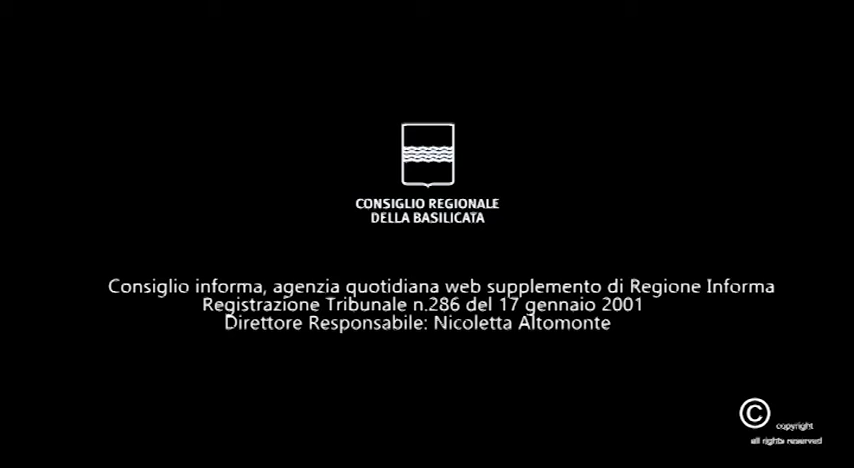 CONSIGLIO REGIONALE
DELLA BASILICATA
Consiglio informa, agenzia quotidiana web supplemento di Regione Informa
Registrazione Tribunale n.286 del 17 gennaio 2001
Direttore Responsabile: Nicoletta Altomonte
© copyright
all rights reserved